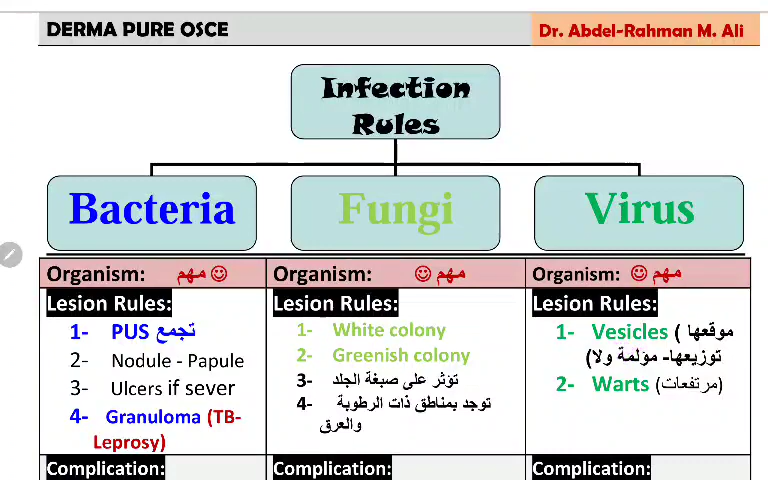 DERMA PURE OSCE
Dr. Abdel-Rahman M. Ali
Infection
Rules
Bacteria
Fungi
Virus
Organism: مهم ☺
Lesion Rules:
1- PUS تجمع
2- Nodule - Papule
3- Ulcers if sever
4- Granuloma (TB-
Leprosy)
Complication:
Organism: مهم ☺
Lesion Rules:
1- White colony
2- Greenish colony
3- تؤثر على صبغة الجلد
4- توجد بمناطق ذات الرطوبة
والعرق
Complication:
Organism: مهم ☺
Lesion Rules:
1- Vesicles ( موقعها
توزيعها- مؤلمة ولا)
2- Warts (مرتفعات)
Complication: